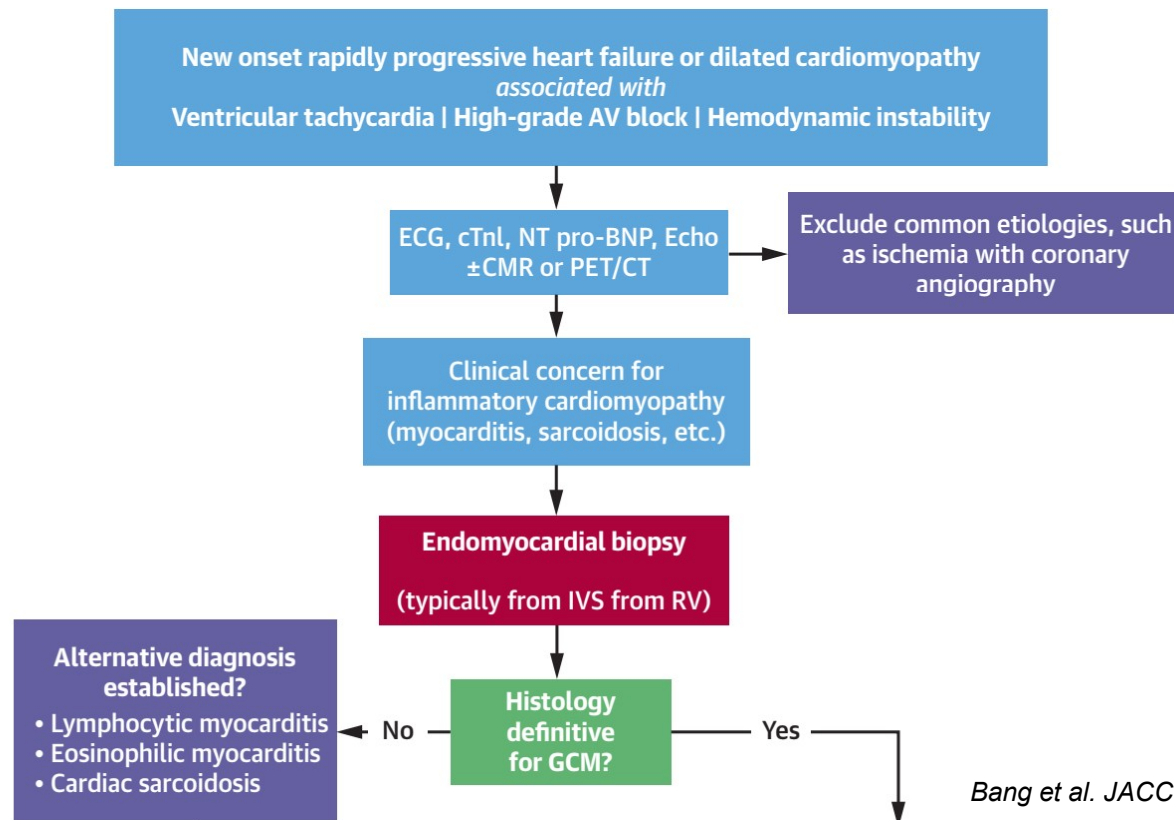 New onset rapidly progressive heart failure or dilated cardiomyopathy
associated with
Ventricular tachycardia | High-grade AV block | Hemodynamic instability
ECG, cTnI, NT pro-BNP, Echo
±CMR or PET/CT
Exclude common etiologies, such
as ischemia with coronary
angiography
Clinical concern for
inflammatory cardiomyopathy
(myocarditis, sarcoidosis, etc.)
Endomyocardial biopsy
(typically from IVS from RV)
Alternative diagnosis
established?
• Lymphocytic myocarditis
• Eosinophilic myocarditis
• Cardiac sarcoidosis
No
Histology
definitive
for GCM?
Yes
Bang et al. JACC